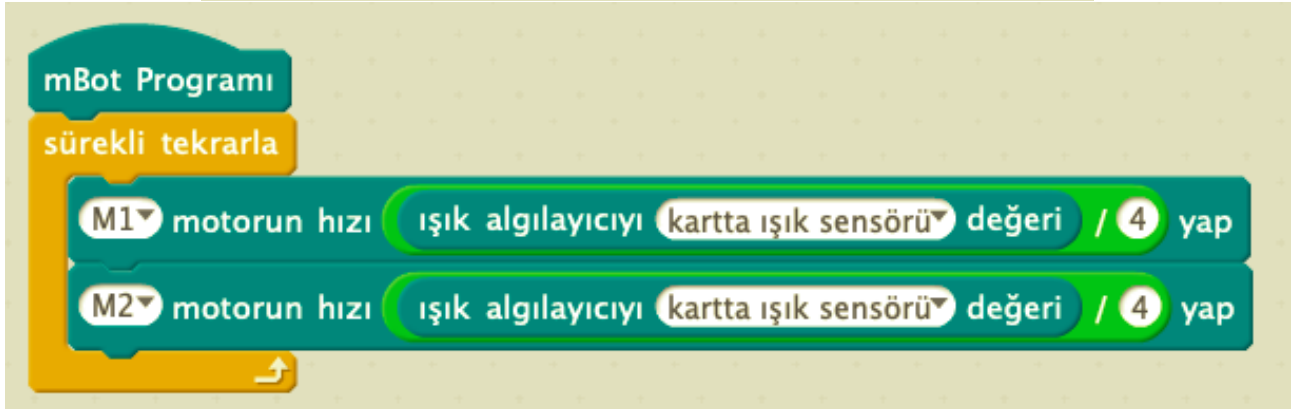 mBot Programı
sürekli tekrarla
M1 motorun hızı ışık algılayıcıyı kartta ışık sensörü değeri / 4 yap
M2 motorun hızı ışık algılayıcıyı kartta ışık sensörü değeri / 4 yap